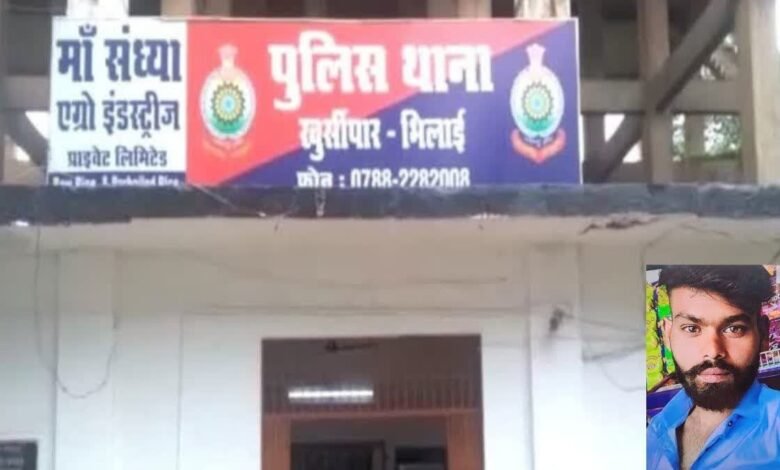 माँ संध्या
एग्रो इंडस्ट्रीज
प्राइवेट लिमिटेड
पुलिस थाना
खुर्सीपार - भिलाई
फोन : 0788-2282008